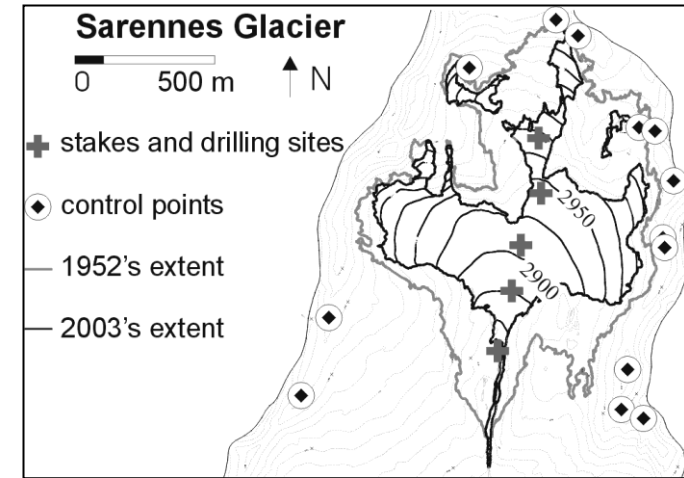 Sarennes Glacier
0 500 m
N
stakes and drilling sites
control points
1952's extent
2003's extent
2950
2900